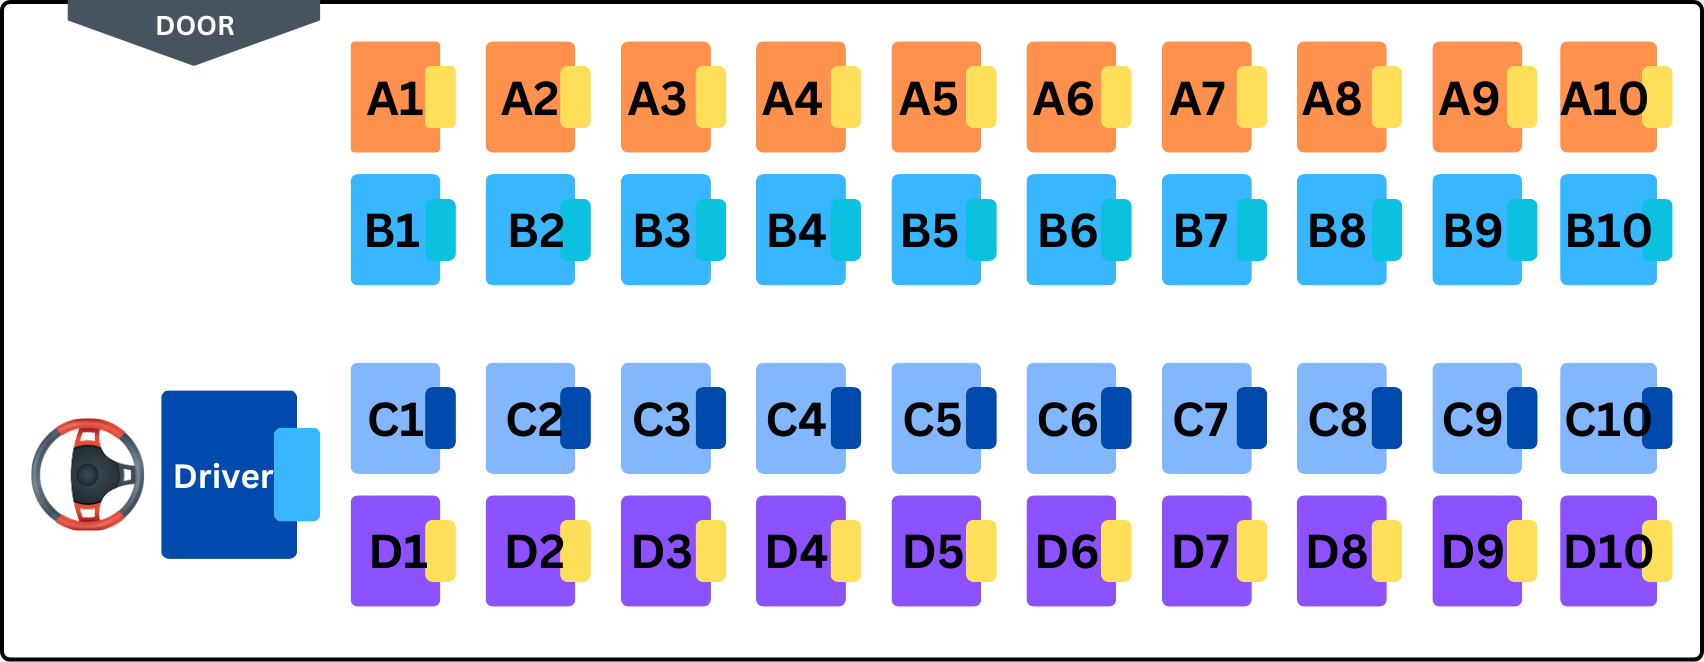 DOOR
A1 A2 A3 A4 A5 A6 A7 A8 A9 A10
B1 B2 B3 B4 B5 B6 B7 B8 B9 B10
C1 C2 C3 C4 C5 C6 C7 C8 C9 C10
Driver
D1 D2 D3 D4 D5 D6 D7 D8 D9 D10